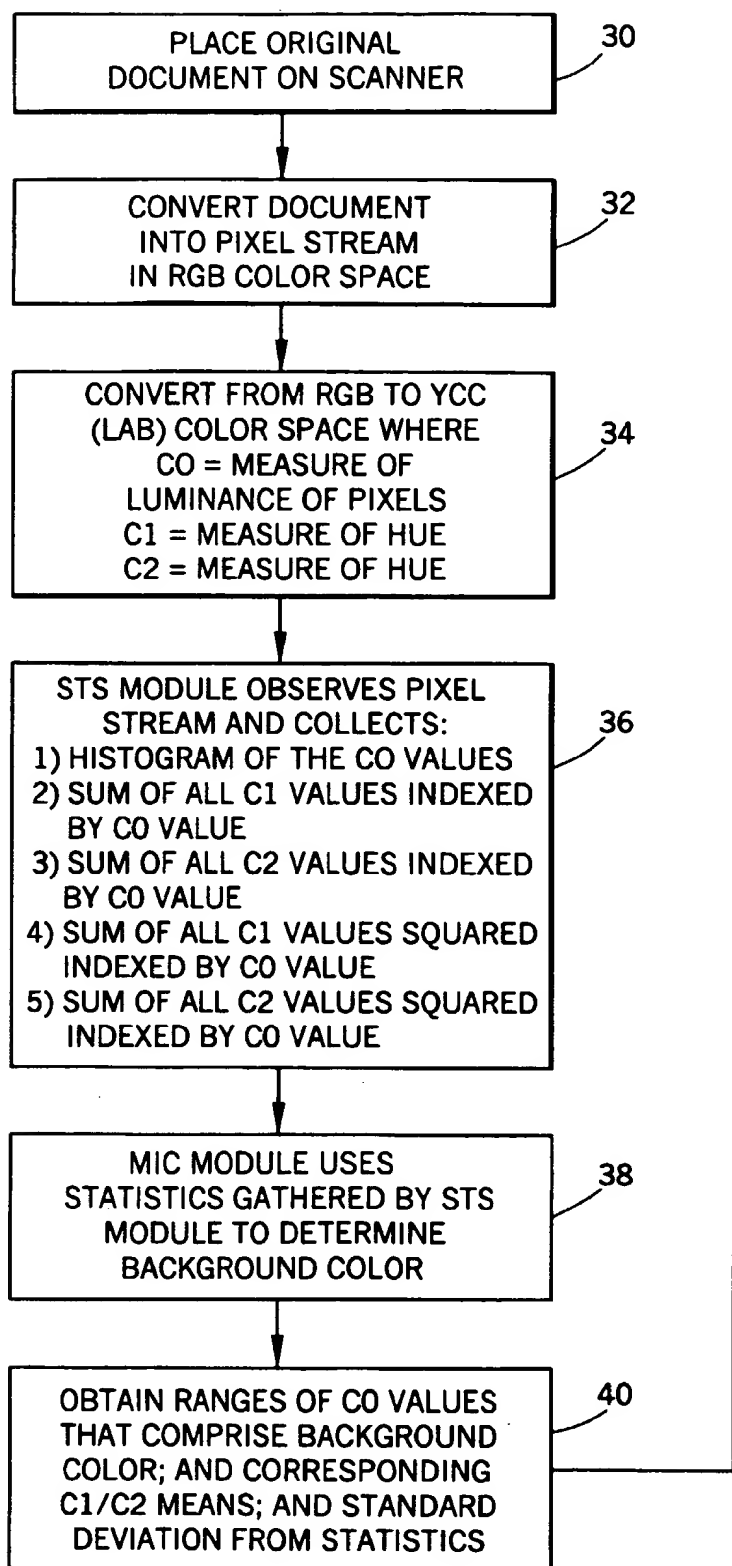 PLACE ORIGINAL
DOCUMENT ON SCANNER
30
CONVERT DOCUMENT
INTO PIXEL STREAM
IN RGB COLOR SPACE
32
CONVERT FROM RGB TO YCC
(LAB) COLOR SPACE WHERE
CO = MEASURE OF
LUMINANCE OF PIXELS
C1 = MEASURE OF HUE
C2 = MEASURE OF HUE
34
STS MODULE OBSERVES PIXEL
STREAM AND COLLECTS:
1) HISTOGRAM OF THE CO VALUES
2) SUM OF ALL C1 VALUES INDEXED
BY CO VALUE
3) SUM OF ALL C2 VALUES INDEXED
BY CO VALUE
4) SUM OF ALL C1 VALUES SQUARED
INDEXED BY CO VALUE
5) SUM OF ALL C2 VALUES SQUARED
INDEXED BY CO VALUE
36
MIC MODULE USES
STATISTICS GATHERED BY STS
MODULE TO DETERMINE
BACKGROUND COLOR
38
OBTAIN RANGES OF CO VALUES
THAT COMPRISE BACKGROUND
COLOR; AND CORRESPONDING
C1/C2 MEANS; AND STANDARD
DEVIATION FROM STATISTICS
40